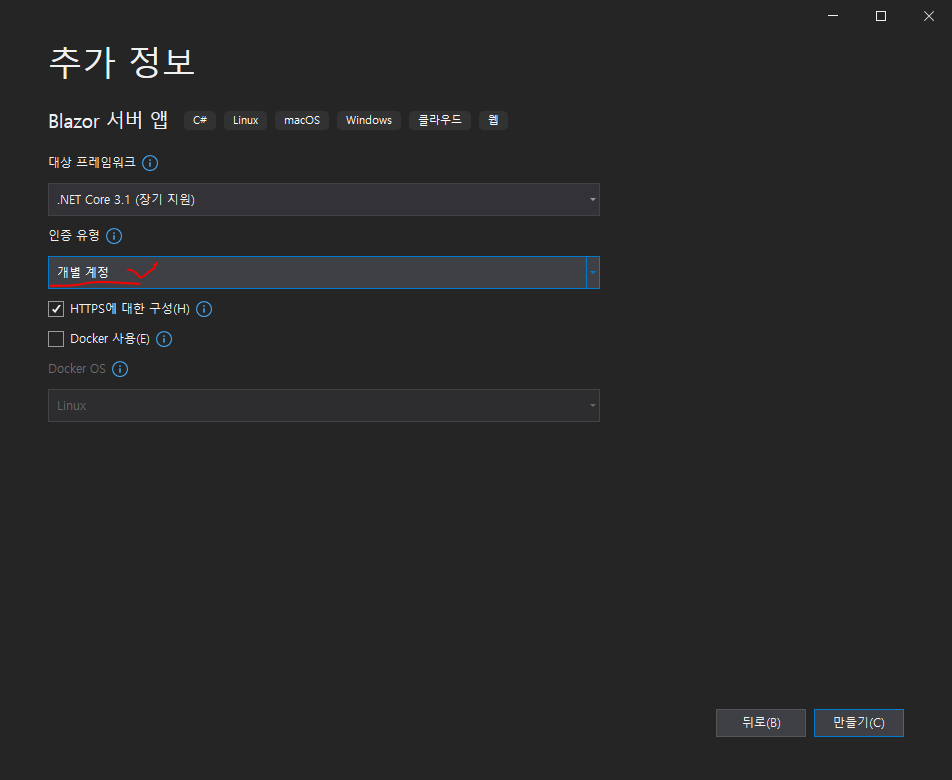 추가 정보
Blazor 서버 앱 C# Linux macOS Windows 클라우드 웹
대상 프레임워크
.NET Core 3.1 (장기 지원)
인증 유형
개별 계정
HTTPS에 대한 구성(H)
Docker 사용(E)
Docker OS
Linux
뒤로(B) 만들기(C)